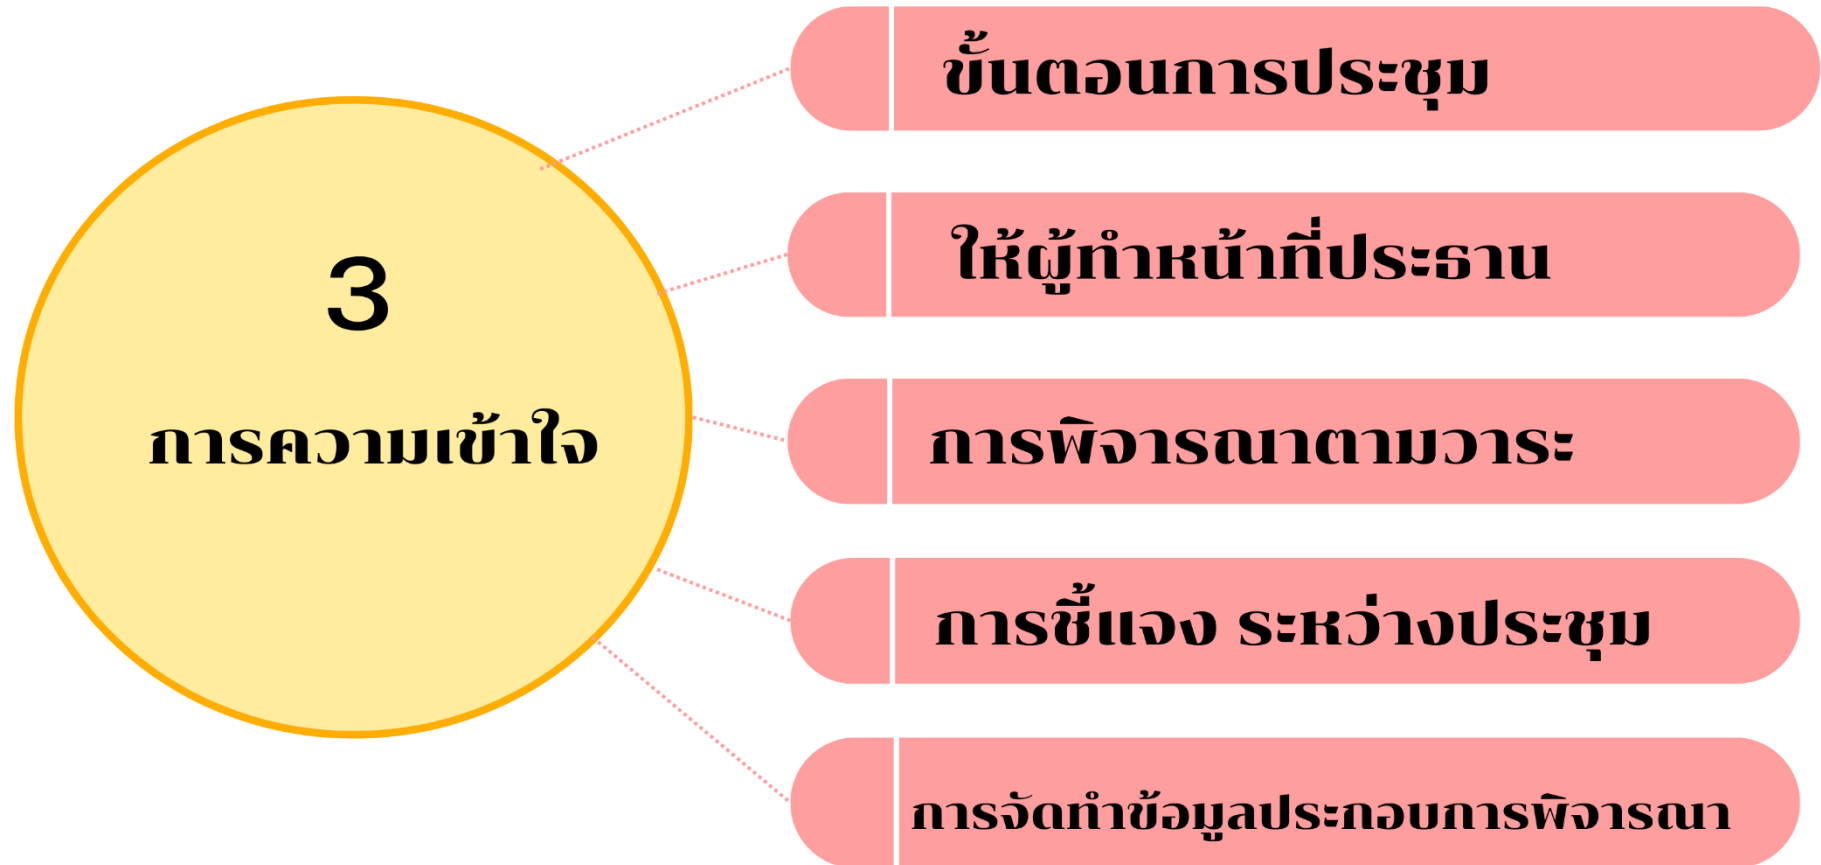 3
การความเข้าใจ
ขั้นตอนการประชุม
ให้ผู้ทำหน้าที่ประธาน
การพิจารณาตามวาระ
การชี้แจง ระหว่างประชุม
การจัดทำข้อมูลประกอบการพิจารณา